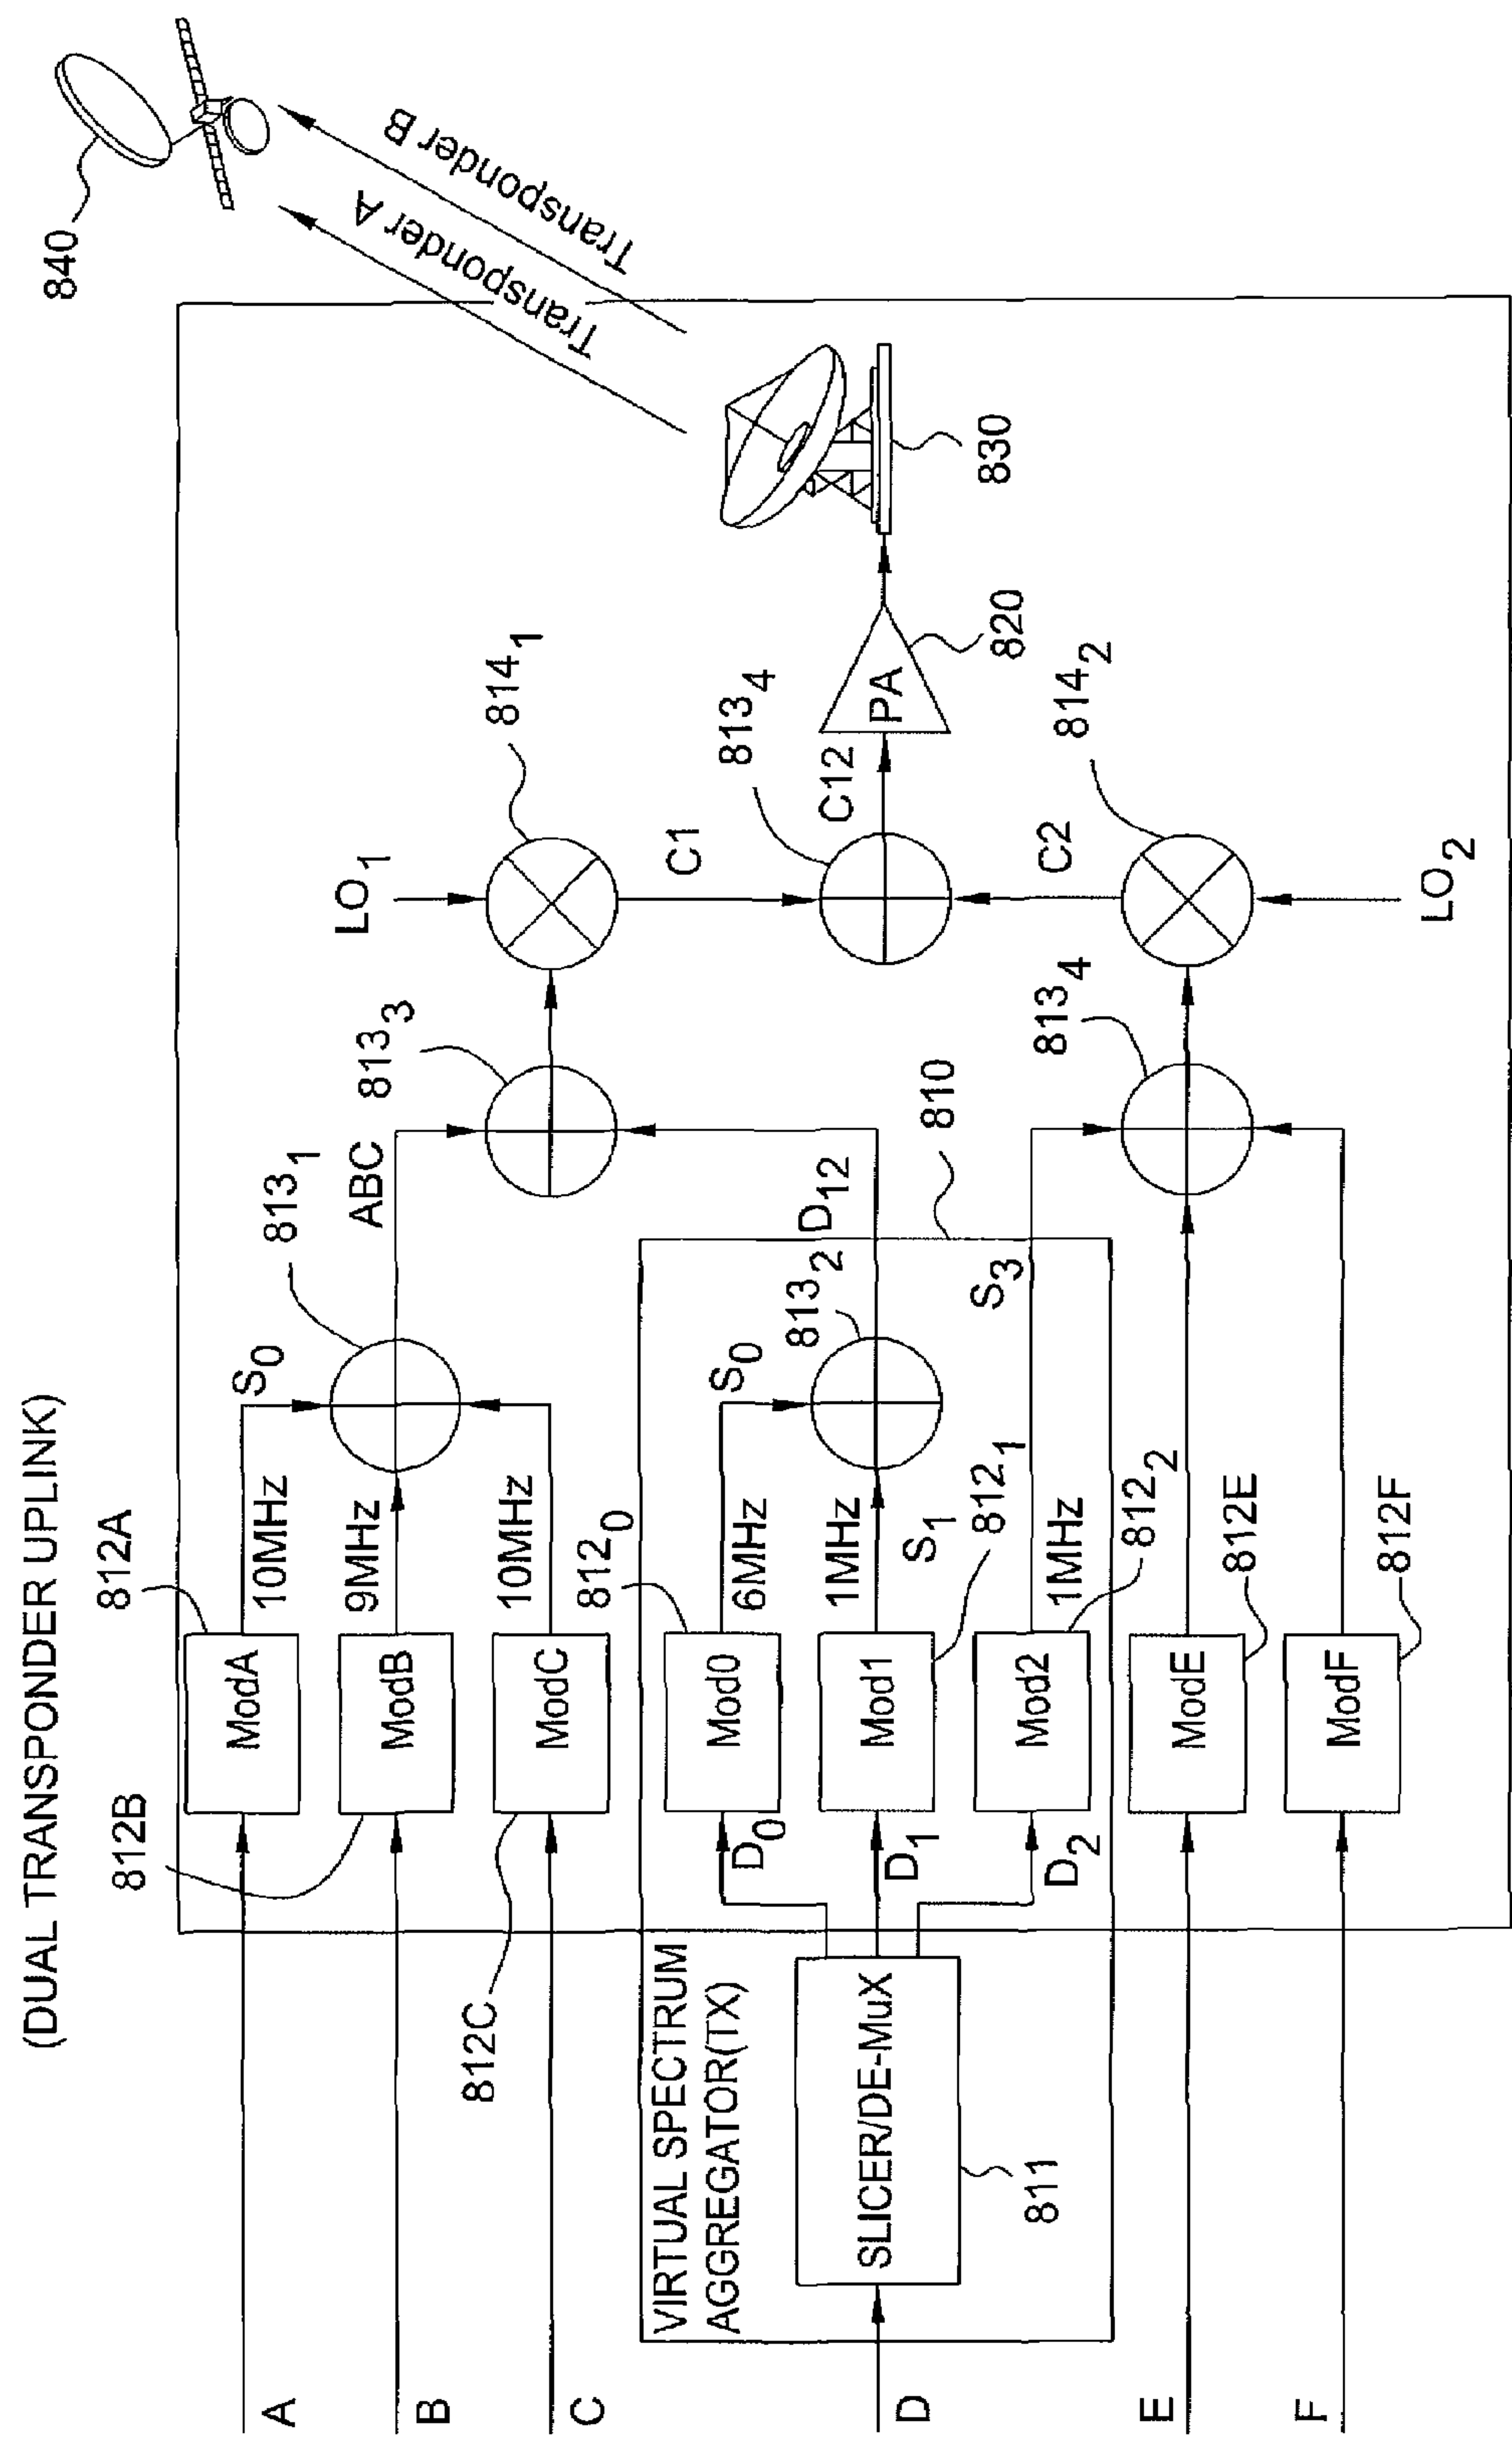 (DUAL TRANSPONDER UPLINK)
840
Transponder A
Transponder B
812A
812B
812C
ModA
ModB
ModC
10MHz
9MHz
10MHz
S0
813₁
ABC
813₃
LO₁
814₁
C1
A
B
C
VIRTUAL SPECTRUM
AGGREGATOR(TX)
SLICER/DE-MuX
811
D
D₀
D₁
D₂
Mod0
Mod1
Mod2
812₀
6MHz
1MHz
1MHz
S₀
S₁
812₁
812₂
813₂
S₃
D₁₂
810
813₄
C12
PA
820
830
C2
814₂
LO₂
813₄
E
F
ModE
ModF
812E
812F